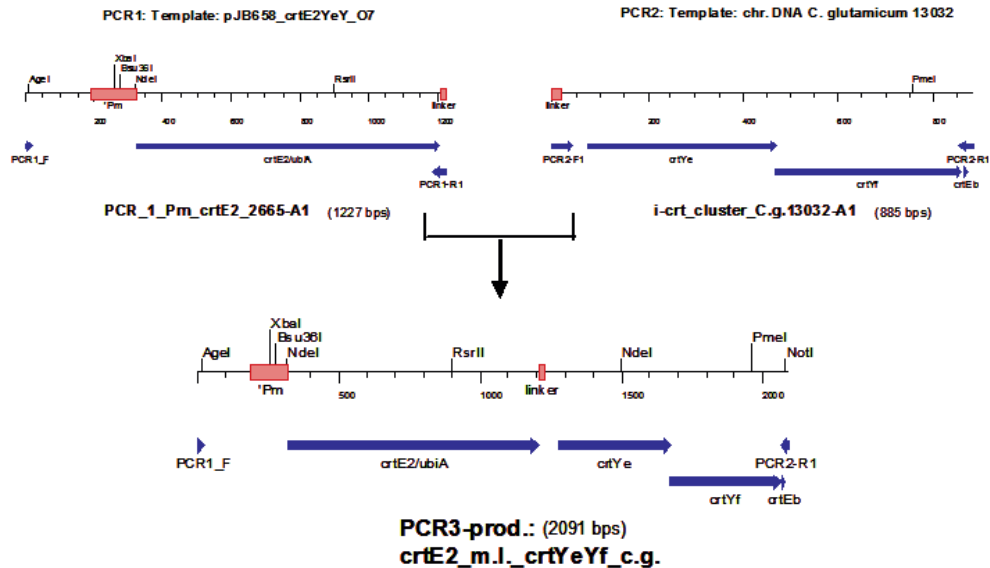 PCR1: Template: pJB658_crtE2YeY_O7
PCR2: Template: chr. DNA C. glutamicum 13032
XbaI
Bsu36I
AgeI
NdeI
RsrII
PmeI
'Pm
linker
linker
200
400
600
800
1000
1200
200
400
600
800
PCR1_F
crtE2/ubiA
PCR1-R1
PCR2-F1
crtYe
PCR2-R1
crtYf
crtEb
PCR_1_Pm_crtE2_2665-A1 (1227 bps)
i-crt_cluster_C.g.13032-A1 (885 bps)
XbaI
Bsu36I
AgeI
NdeI
RsrII
NdeI
PmeI
NotI
'Pm
500
1000
linker
1500
2000
PCR1_F
crtE2/ubiA
crtYe
PCR2-R1
crtYf
crtEb
PCR3-prod.: (2091 bps)
crtE2_m.l._crtYeYf_c.g.